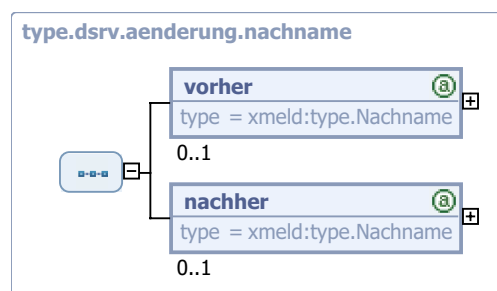 type.dsrv.aenderung.nachname
vorher
type = xmeld:type.Nachname
0..1
nachher
type = xmeld:type.Nachname
0..1